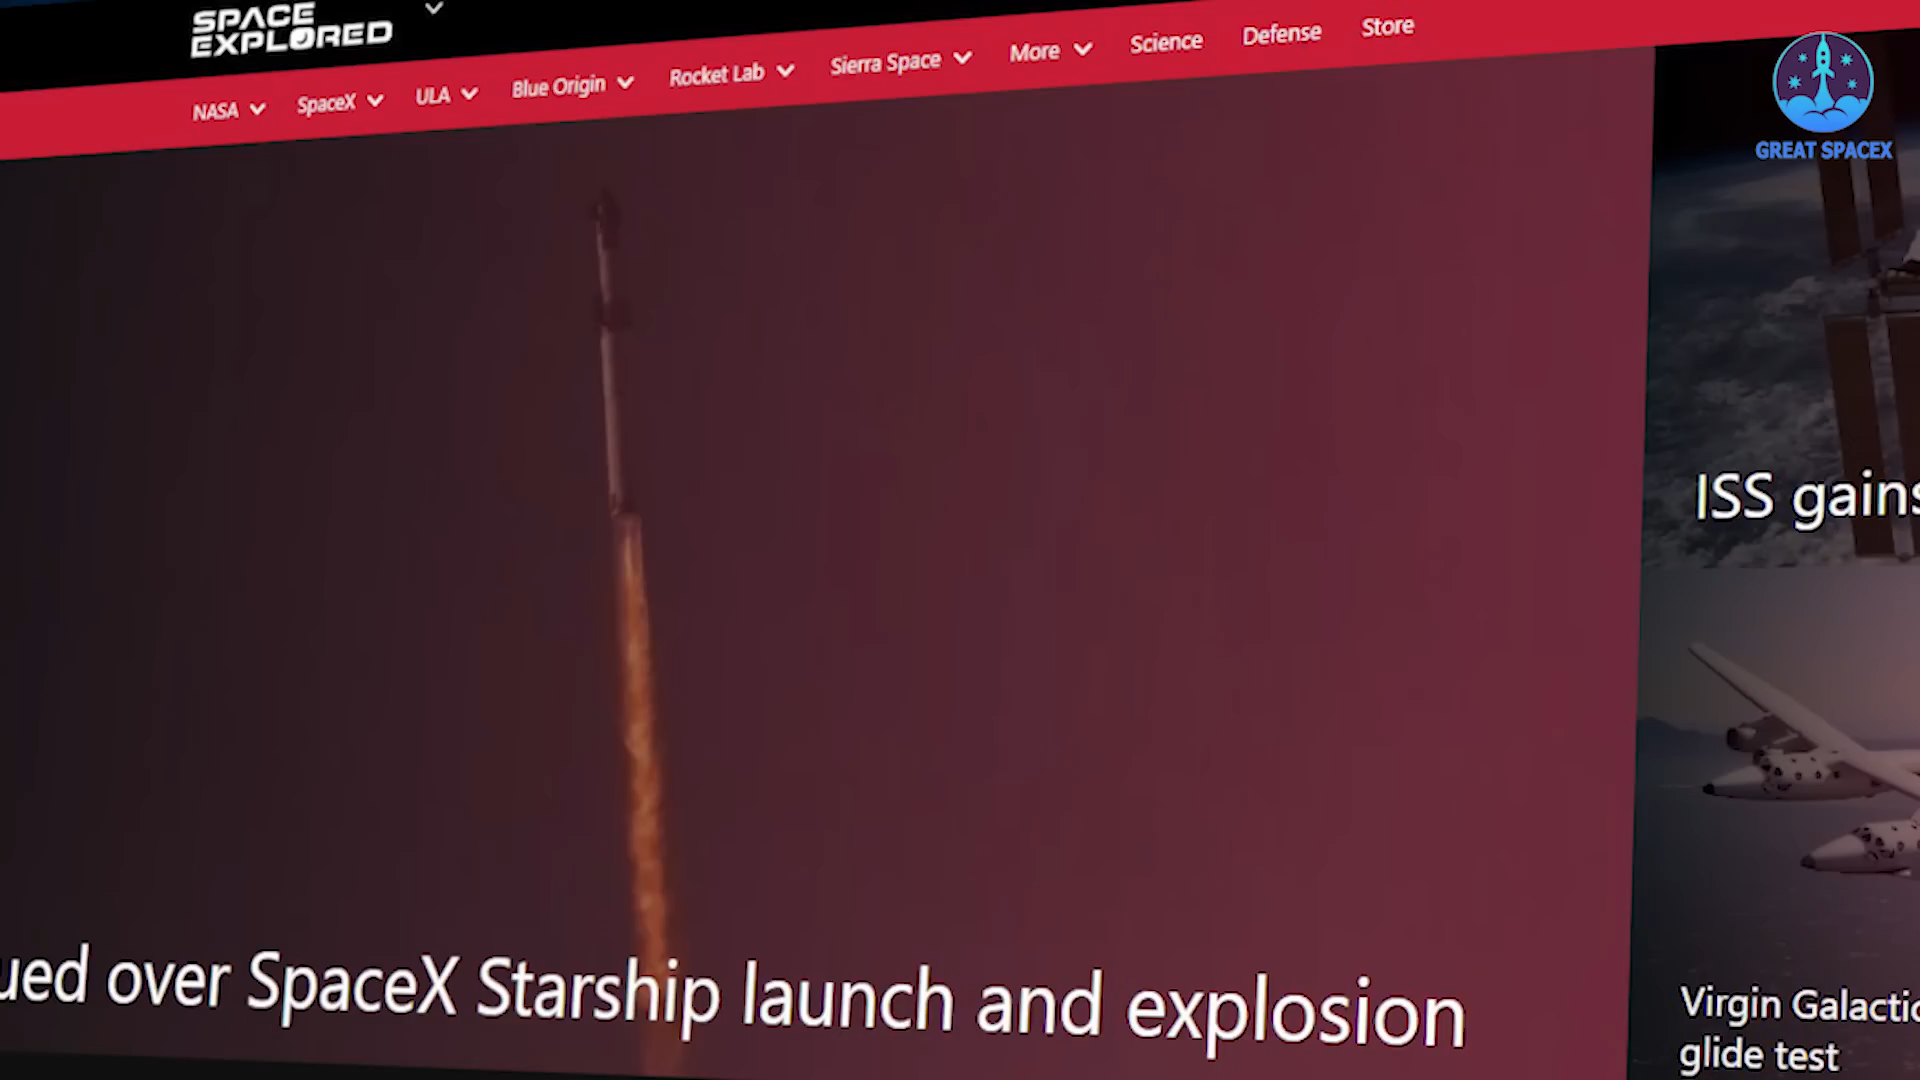 SPACE
EXPLORED
NASA SpaceX ULA Blue Origin Rocket Lab Sierra Space More Science Defense Store
GREAT SPACEX
ISS gains
over SpaceX Starship launch and explosion
Virgin Galactic
glide test